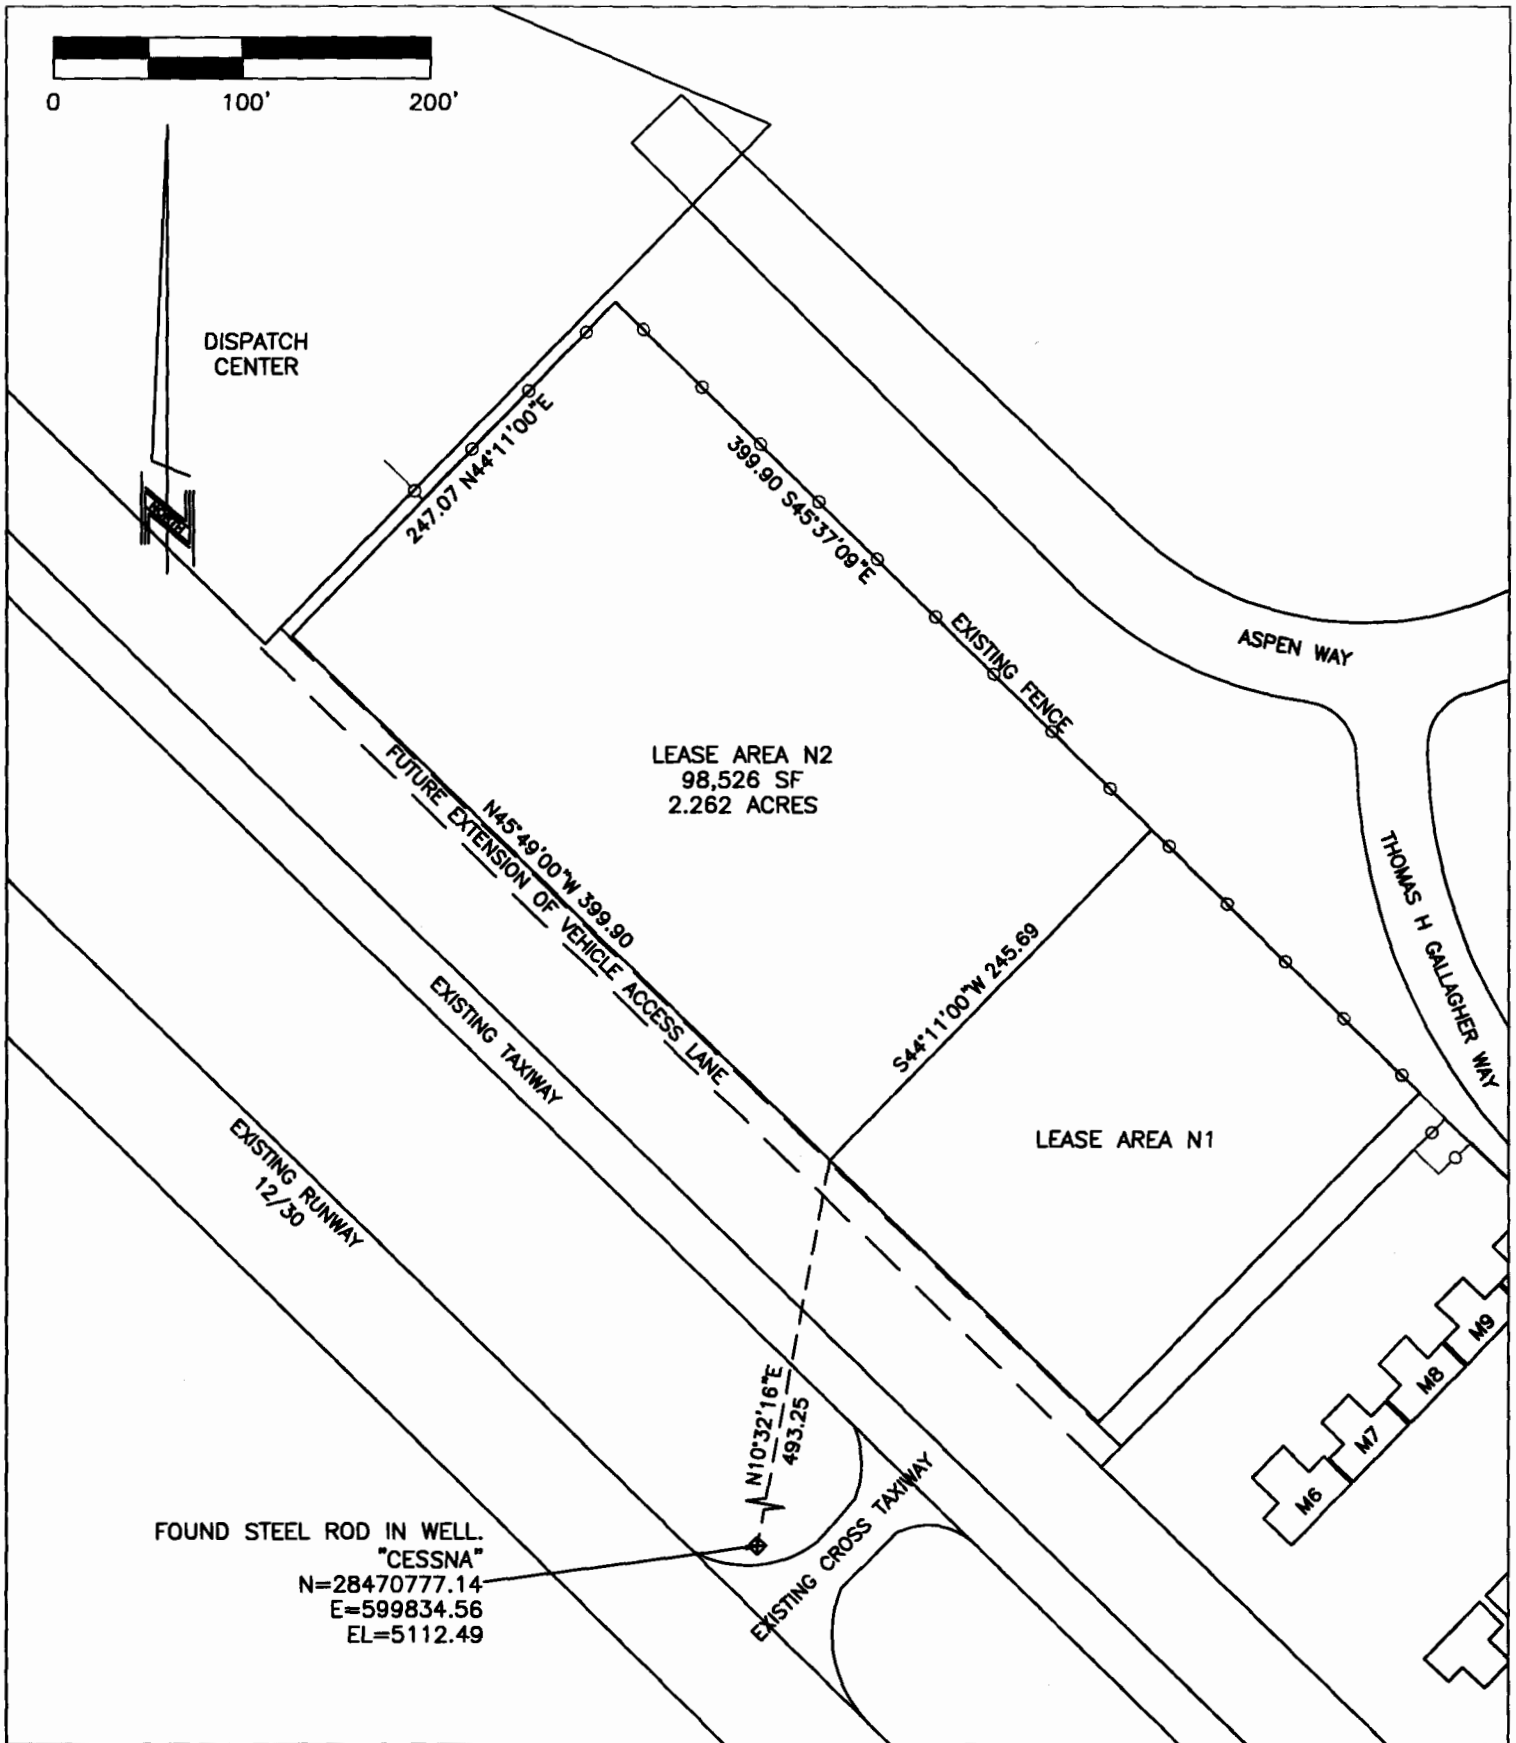 0 100' 200'
DISPATCH
CENTER
NORTH
247.07 N44°11'00"E
399.90 S45°37'09"E
EXISTING FENCE
ASPEN WAY
LEASE AREA N2
98,526 SF
2.262 ACRES
THOMAS H GALLAGHER WAY
N45°49'00"W 399.90
FUTURE EXTENSION OF VEHICLE ACCESS LANE
S44°11'00"W 245.69
EXISTING TAXIWAY
LEASE AREA N1
EXISTING RUNWAY
12/30
N10°32'16"E
493.25
EXISTING CROSS TAXIWAY
M9
M8
M7
M6
FOUND STEEL ROD IN WELL.
"CESSNA"
N=28470777.14
E=599834.56
EL=5112.49